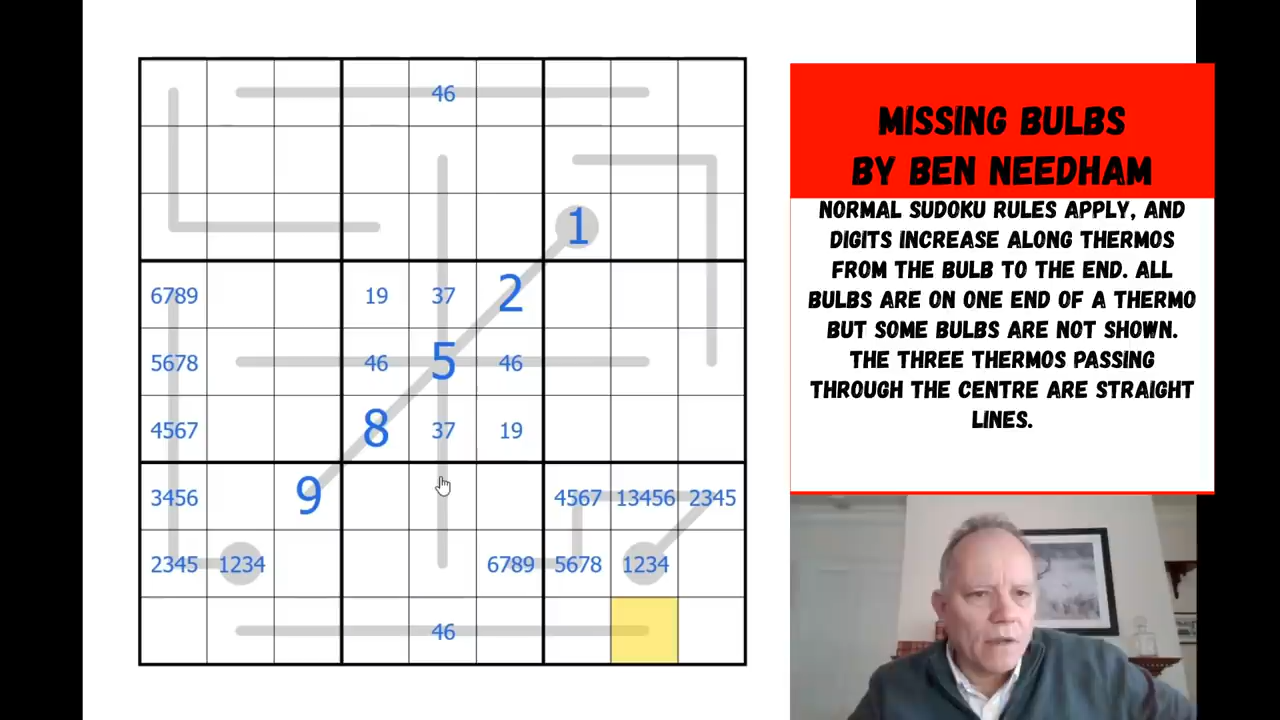 46
MISSING BULBS
BY BEN NEEDHAM
NORMAL SUDOKU RULES APPLY, AND
DIGITS INCREASE ALONG THERMOS
FROM THE BULB TO THE END. ALL
BULBS ARE ON ONE END OF A THERMO
BUT SOME BULBS ARE NOT SHOWN.
THE THREE THERMOS PASSING
THROUGH THE CENTRE ARE STRAIGHT
LINES.
1
6789 19 37 2
5678 46 5 46
4567 8 37 19
3456 9 4567 13456 2345
2345 1234 6789 5678 1234
46